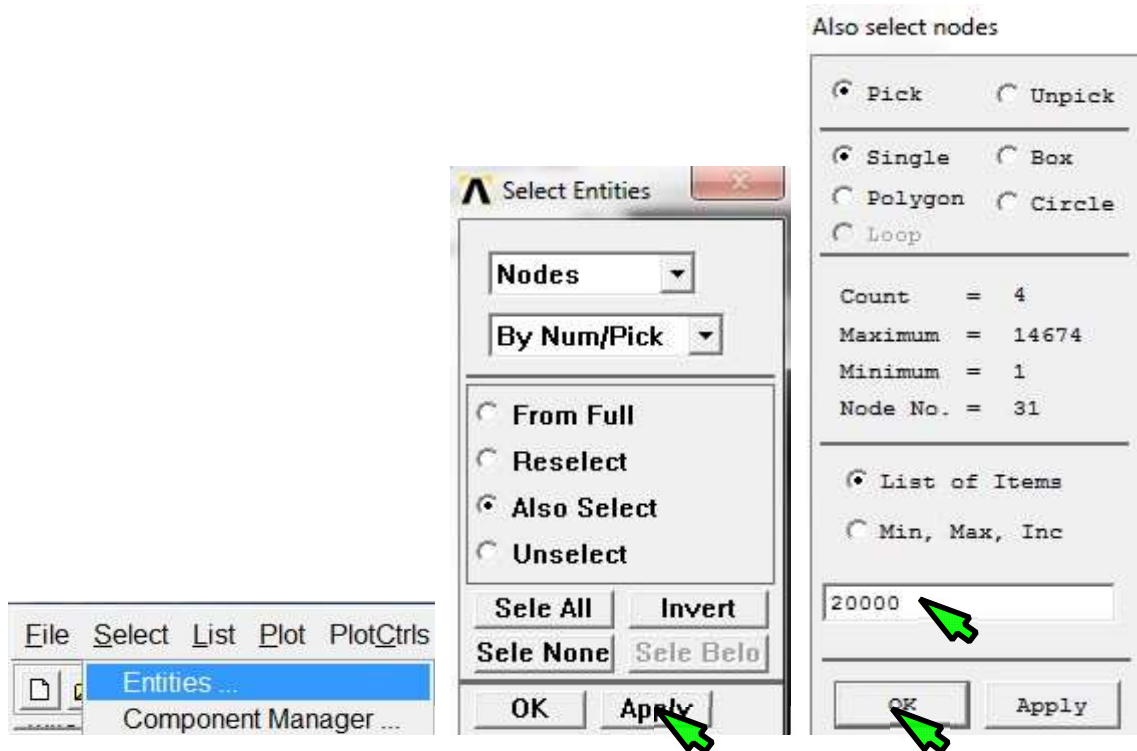 File Select List Plot PlotCtrls
Entities ...
Component Manager ...
Select Entities
Nodes
By Num/Pick
From Full
Reselect
Also Select
Unselect
Sele All Invert
Sele None Sele Belo
OK Apply
Also select nodes
Pick Unpick
Single Box
Polygon Circle
Loop
Count = 4
Maximum = 14674
Minimum = 1
Node No. = 31
List of Items
Min, Max, Inc
20000
OK Apply